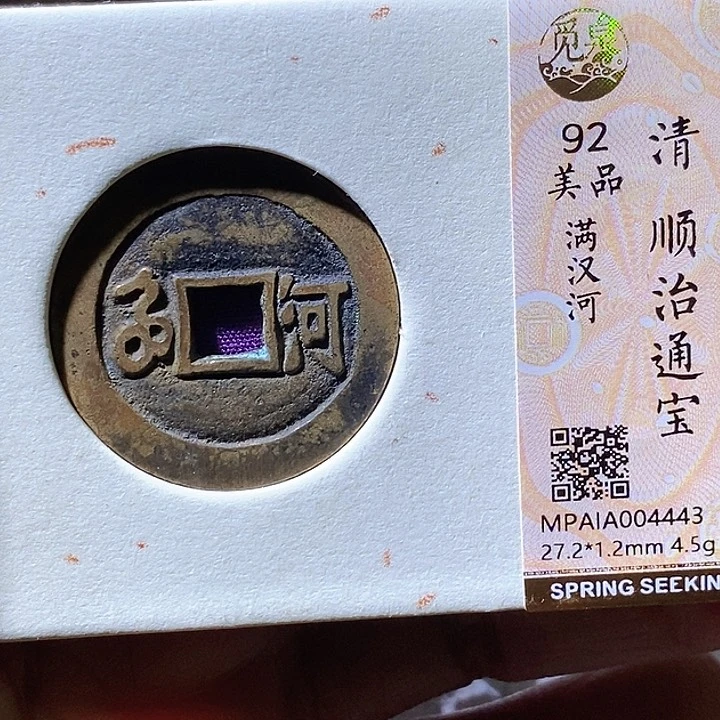 河
觅泉
92
美品
满汉河
清 顺治通宝
MPAIA004443
27.2*1.2mm 4.5g
SPRING SEEKIN